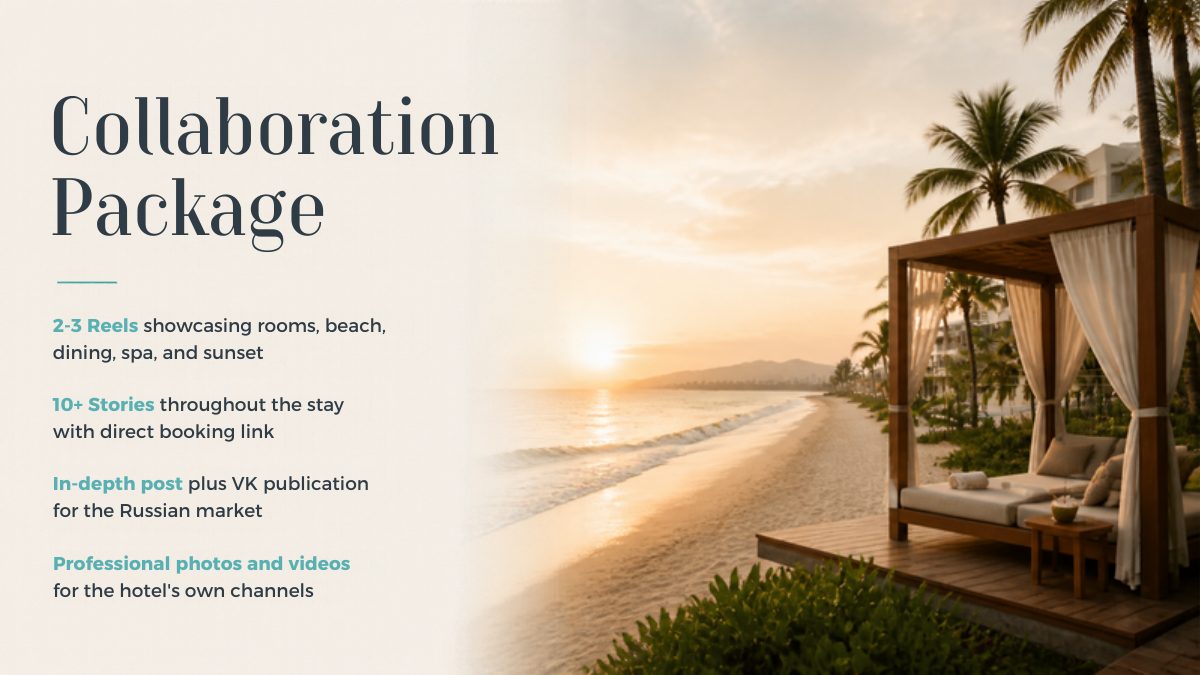 Collaboration
Package
2-3 Reels showcasing rooms, beach,
dining, spa, and sunset
10+ Stories throughout the stay
with direct booking link
In-depth post plus VK publication
for the Russian market
Professional photos and videos
for the hotel's own channels